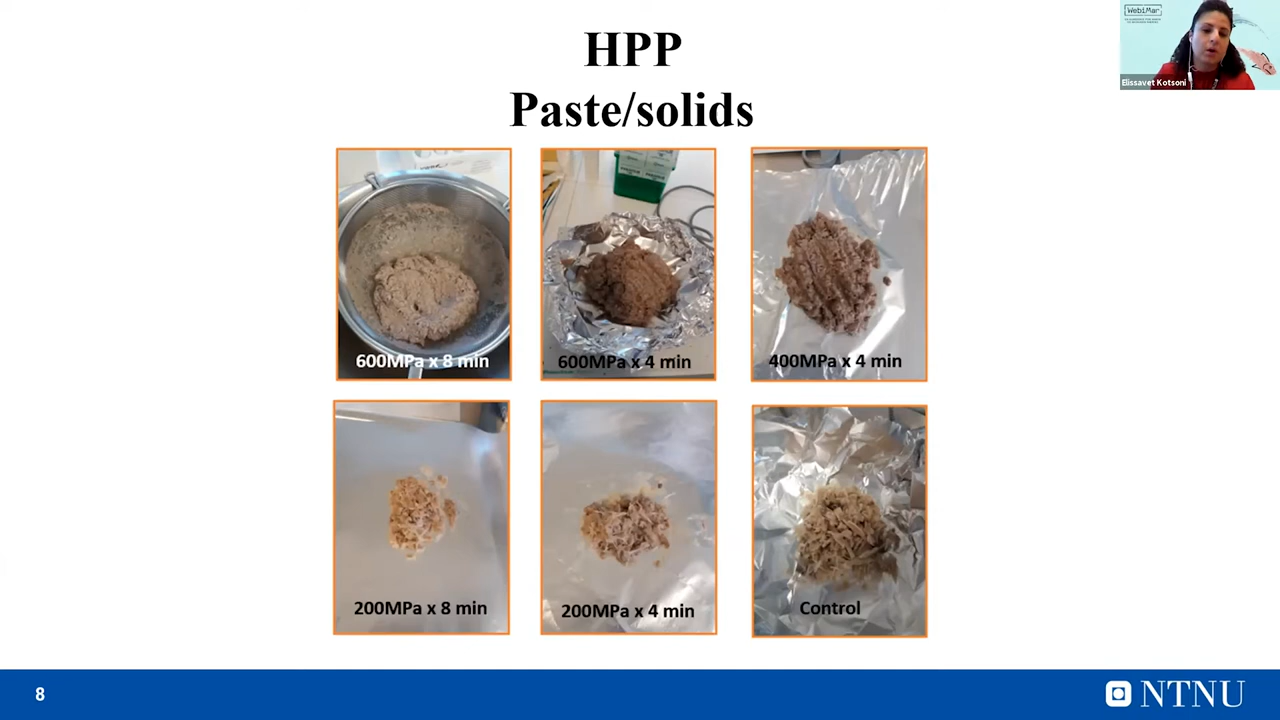 HPP
Paste/solids
WebiMar
Elissavet Kotsoni
600MPa x 8 min
600MPa x 4 min
400MPa x 4 min
200MPa x 8 min
200MPa x 4 min
Control
8
NTNU